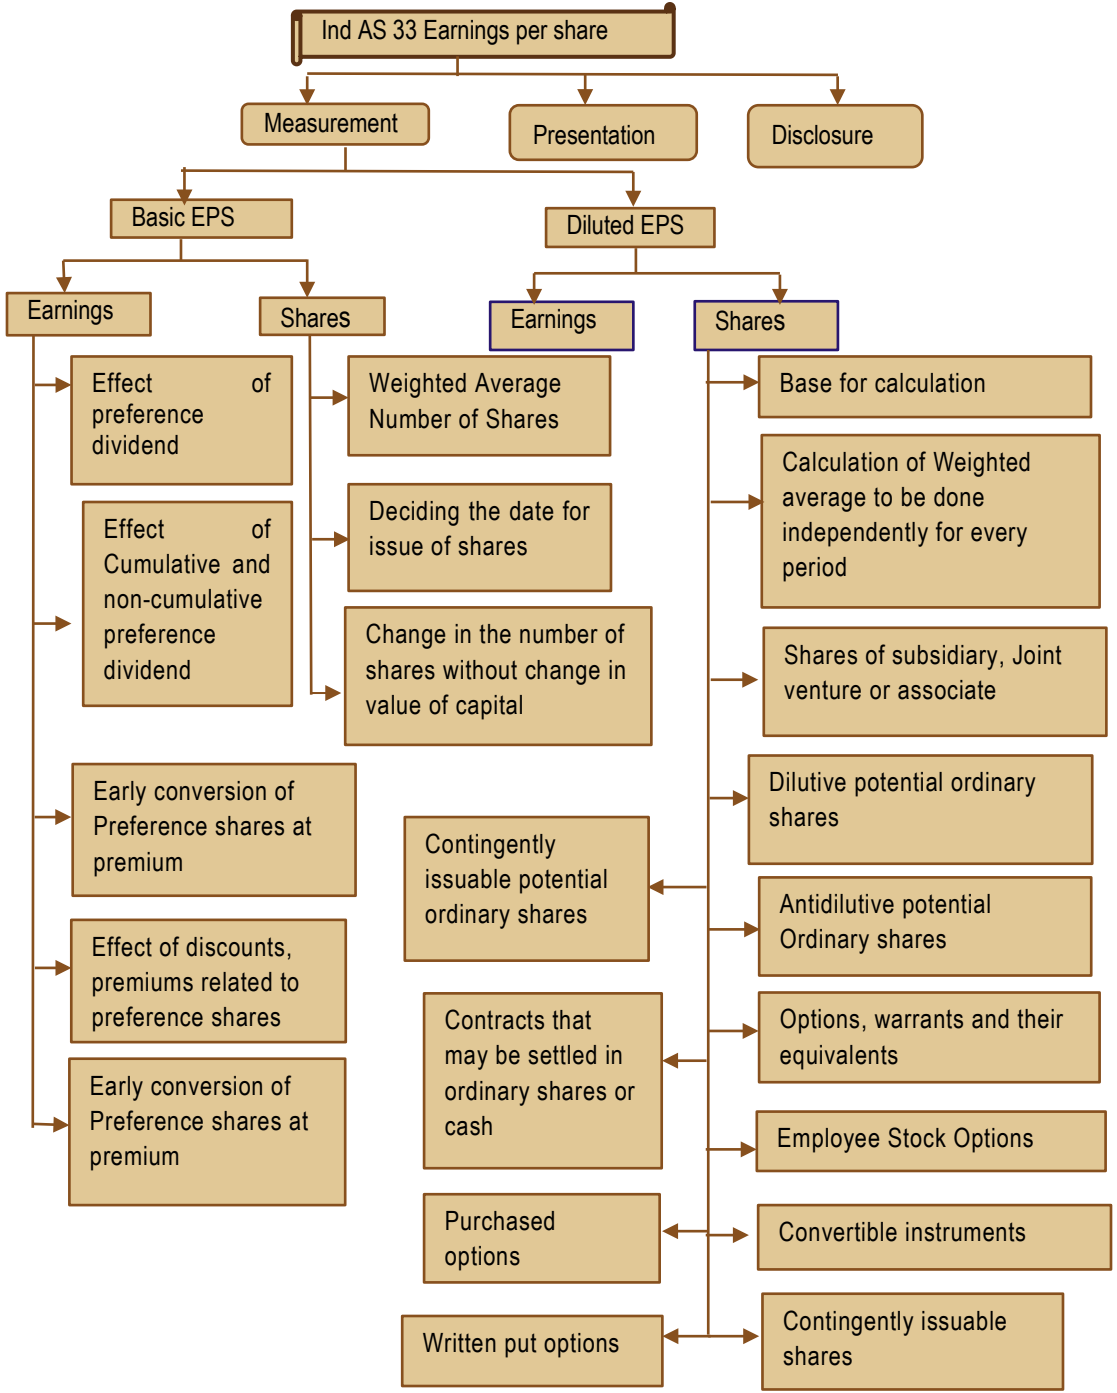 Ind AS 33 Earnings per share
Measurement
Presentation
Disclosure
Basic EPS
Diluted EPS
Earnings
Shares
Earnings
Shares
Effect of
preference
dividend
Effect of
Cumulative and
non-cumulative
preference
dividend
Early conversion of
Preference shares at
premium
Effect of discounts,
premiums related to
preference shares
Early conversion of
Preference shares at
premium
Weighted Average
Number of Shares
Deciding the date for
issue of shares
Change in the number of
shares without change in
value of capital
Base for calculation
Calculation of Weighted
average to be done
independently for every
period
Shares of subsidiary, Joint
venture or associate
Dilutive potential ordinary
shares
Antidilutive potential
Ordinary shares
Options, warrants and their
equivalents
Employee Stock Options
Convertible instruments
Contingently issuable
shares
Contingently
issuable potential
ordinary shares
Contracts that
may be settled in
ordinary shares or
cash
Purchased
options
Written put options